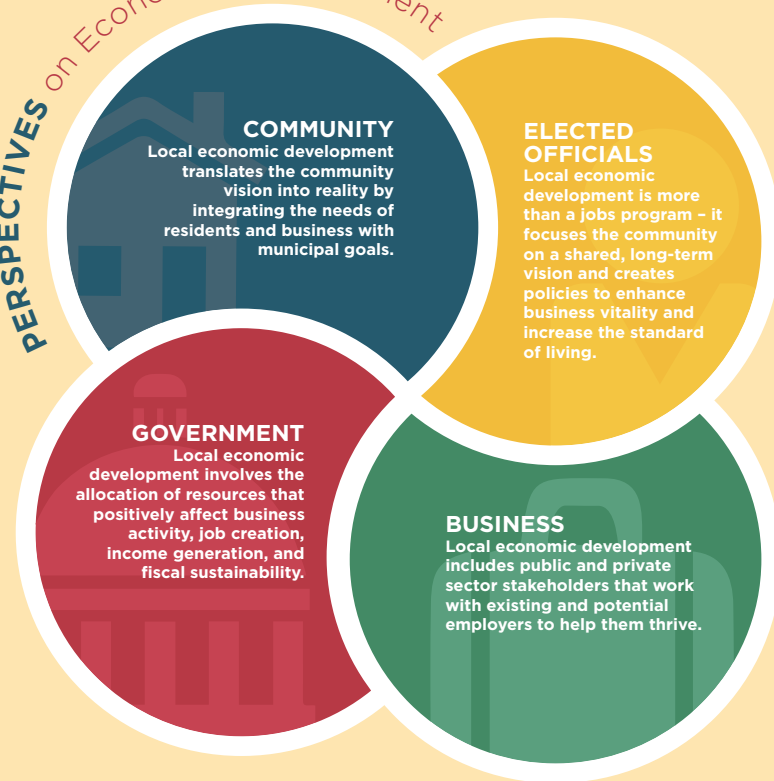 PERSPECTIVES on
COMMUNITY
Local economic development
translates the community
vision into reality by
integrating the needs of
residents and business with
municipal goals.
ELECTED
OFFICIALS
Local economic
development is more
than a jobs program – it
focuses the community
on a shared, long-term
vision and creates
policies to enhance
business vitality and
increase the standard
of living.
GOVERNMENT
Local economic
development involves the
allocation of resources that
positively affect business
activity, job creation,
income generation, and
fiscal sustainability.
BUSINESS
Local economic development
includes public and private
sector stakeholders that work
with existing and potential
employers to help them thrive.